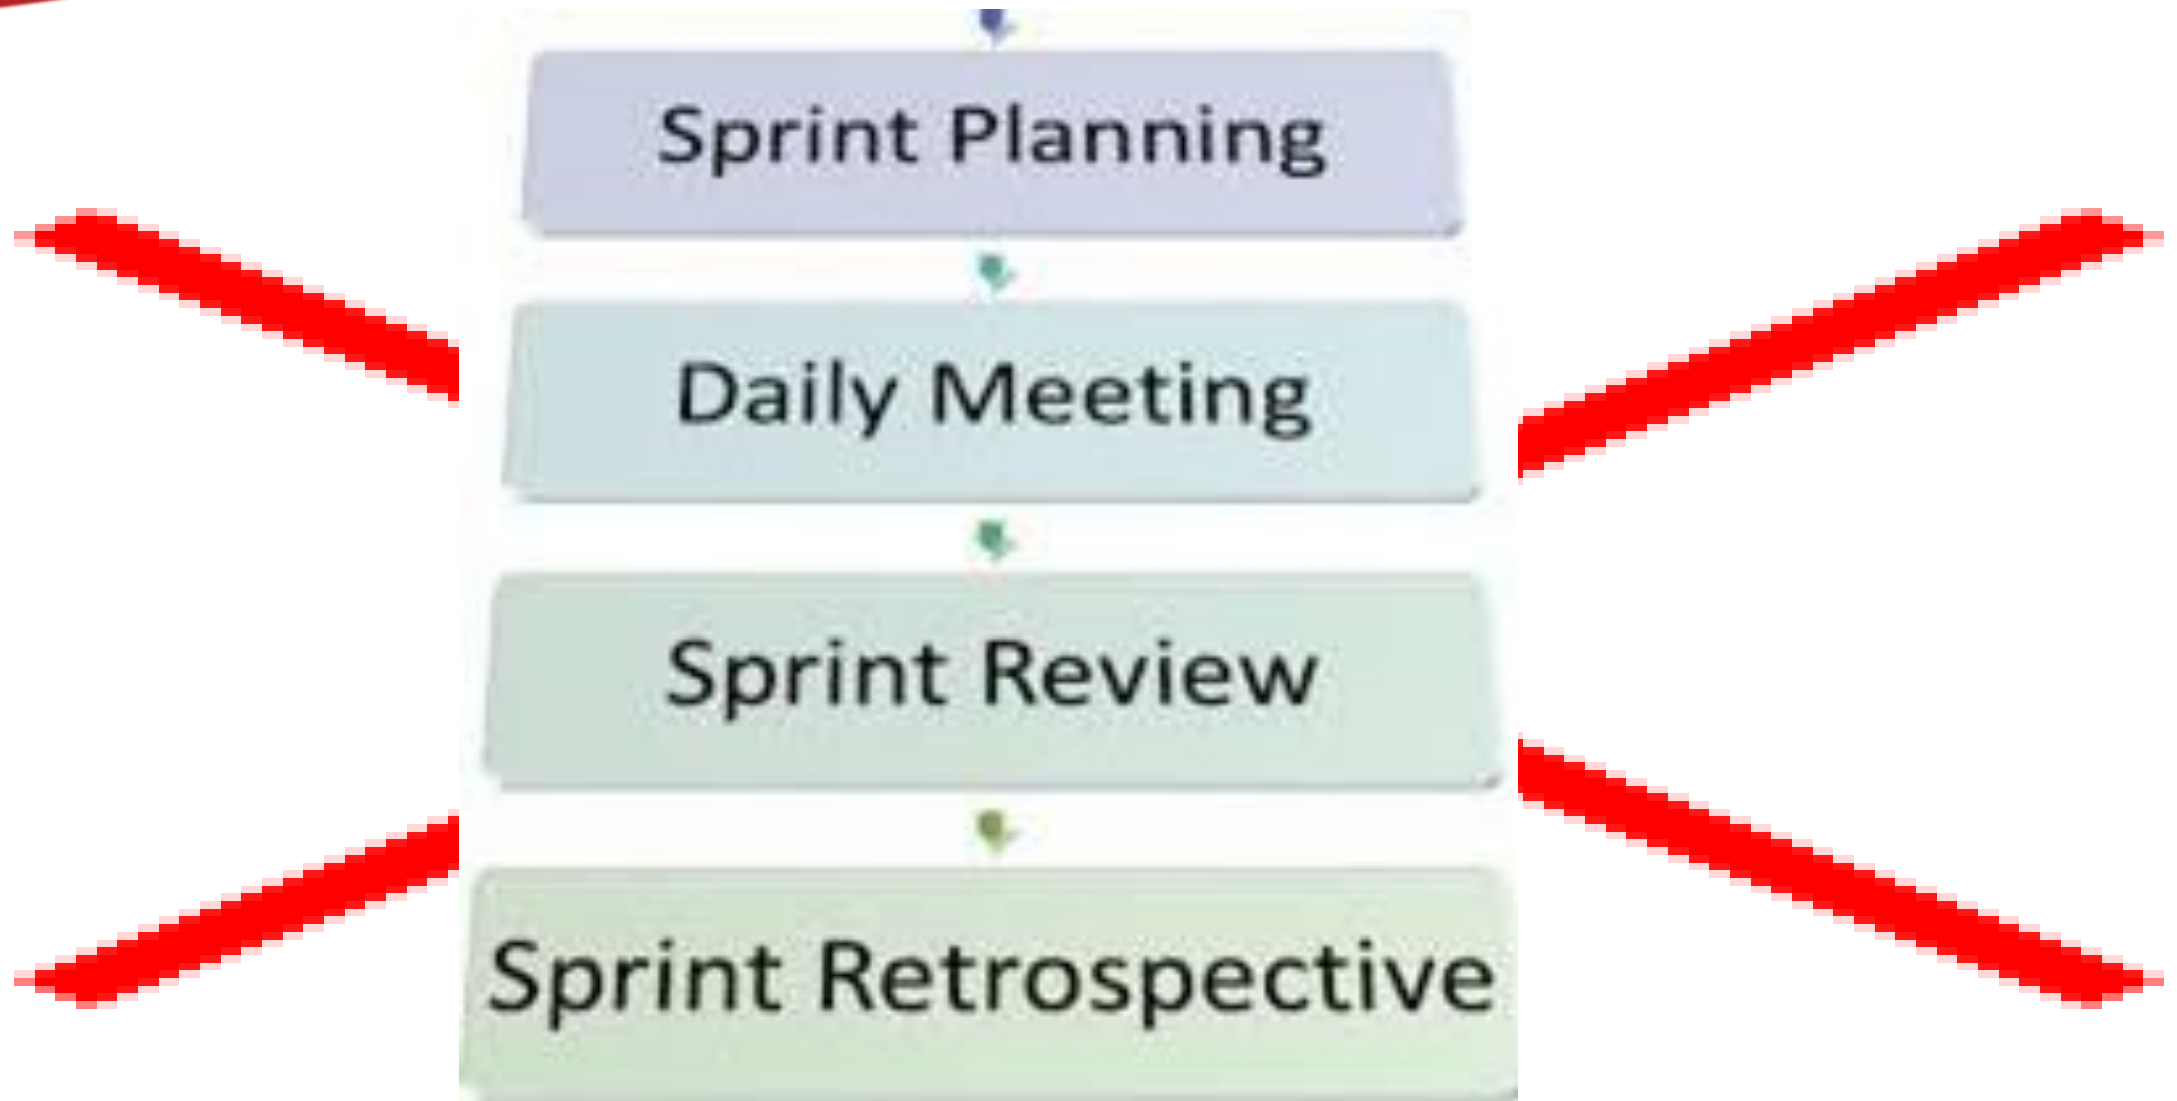 Sprint Planning
Daily Meeting
Sprint Review
Sprint Retrospective